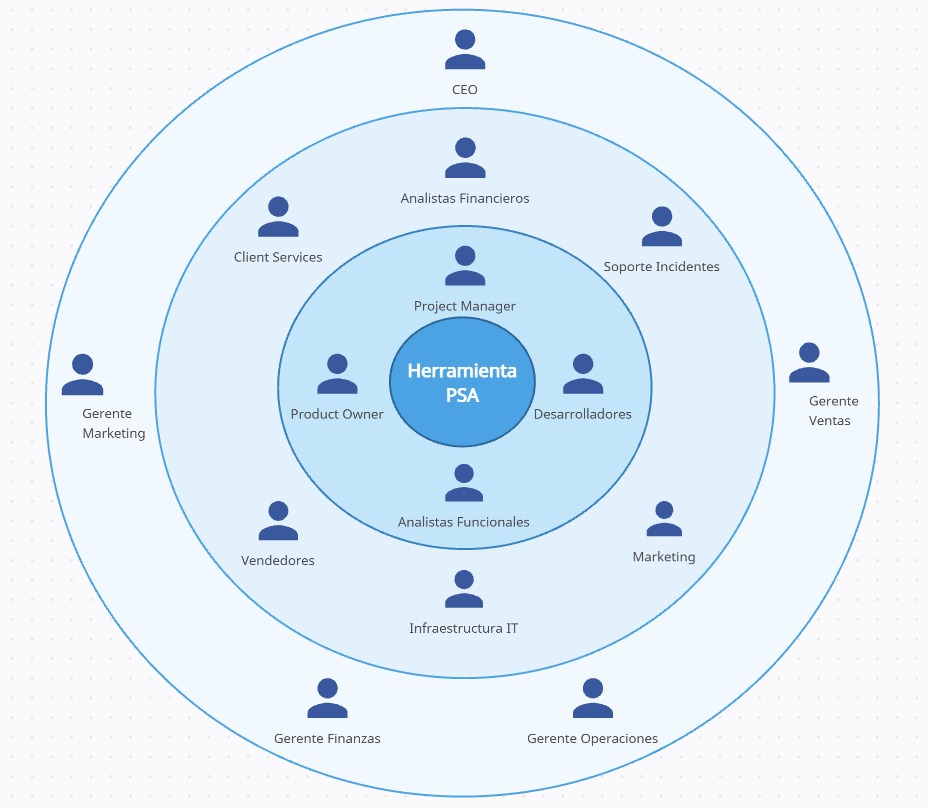 CEO
Analistas Financieros
Client Services
Soporte Incidentes
Project Manager
Herramienta
PSA
Gerente
Marketing
Product Owner
Desarrolladores
Gerente
Ventas
Analistas Funcionales
Vendedores
Marketing
Infraestructura IT
Gerente Finanzas
Gerente Operaciones